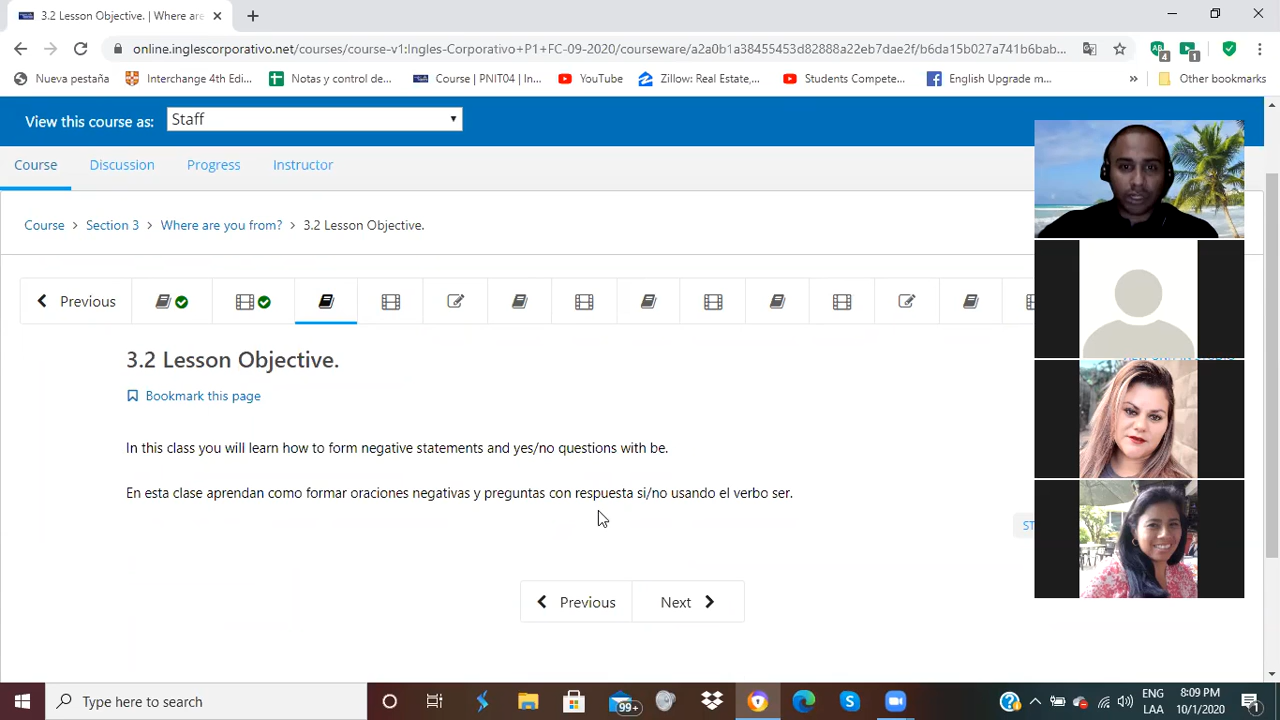 3.2 Lesson Objective. | Where are
online.inglescorporativo.net/courses/course-v1:Ingles-Corporativo+P1+FC-09-2020/courseware/a2a0b1a38455453d82888a22eb7dae2f/b6da15b027a741b6bab...
4
1
Nueva pestaña
Interchange 4th Edi...
Notas y control de...
Course | PNIT04 | In...
YouTube
Zillow: Real Estate,...
Students Compete...
English Upgrade m...
»
Other bookmarks
View this course as:
Staff
Course
Discussion
Progress
Instructor
Course > Section 3 > Where are you from? > 3.2 Lesson Objective.
Previous
3.2 Lesson Objective.
Bookmark this page
In this class you will learn how to form negative statements and yes/no questions with be.
En esta clase aprendan como formar oraciones negativas y preguntas con respuesta sí/no usando el verbo ser.
ST
Previous
Next
Type here to search
99+
ENG
LAA
8:09 PM
10/1/2020
1